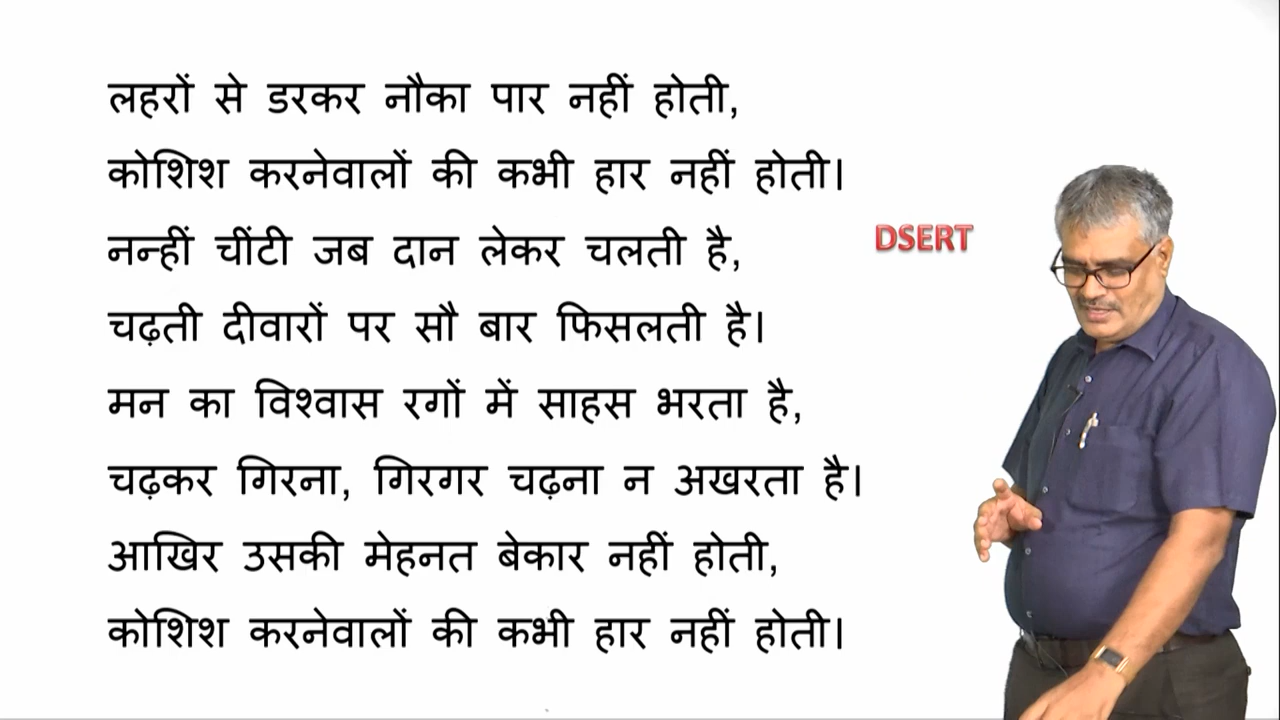 लहरों से डरकर नौका पार नहीं होती,
कोशिश करनेवालों की कभी हार नहीं होती।
नन्हीं चींटी जब दान लेकर चलती है,
DSERT
चढ़ती दीवारों पर सौ बार फिसलती है।
मन का विश्वास रगों में साहस भरता है,
चढ़कर गिरना, गिरगर चढ़ना न अखरता है।
आखिर उसकी मेहनत बेकार नहीं होती,
कोशिश करनेवालों की कभी हार नहीं होती।